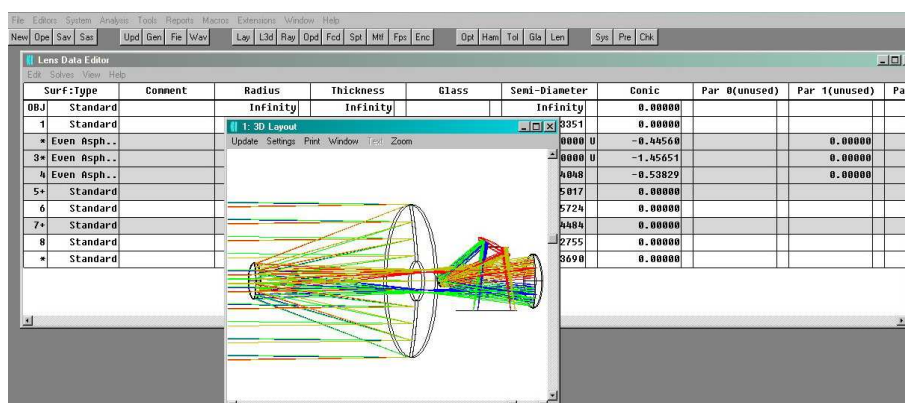 File Editors System Analysis Tools Reports Macros Extensions Window Help
New Ope Sav Sas Upd Gen Fie Wav Lay L3d Ray Opd Fcd Spt Mtf Fps Enc Opt Ham Tol Gla Len Sys Pre Chk
Lens Data Editor
Edit Solves View Help
Surf:Type Comment Radius Thickness Glass Semi-Diameter Conic Par 0(unused) Par 1(unused) Pa
OBJ Standard Infinity Infinity Infinity 0.00000
1 Standard 3351 0.00000
* Even Asph.. 0000 U -0.44560 0.00000
3* Even Asph.. 0000 U -1.45651 0.00000
4 Even Asph.. 4048 -0.53829 0.00000
5+ Standard 5017 0.00000
6 Standard 5724 0.00000
7+ Standard 4484 0.00000
8 Standard 2755 0.00000
* Standard 3690 0.00000
1: 3D Layout
Update Settings Print Window Text Zoom